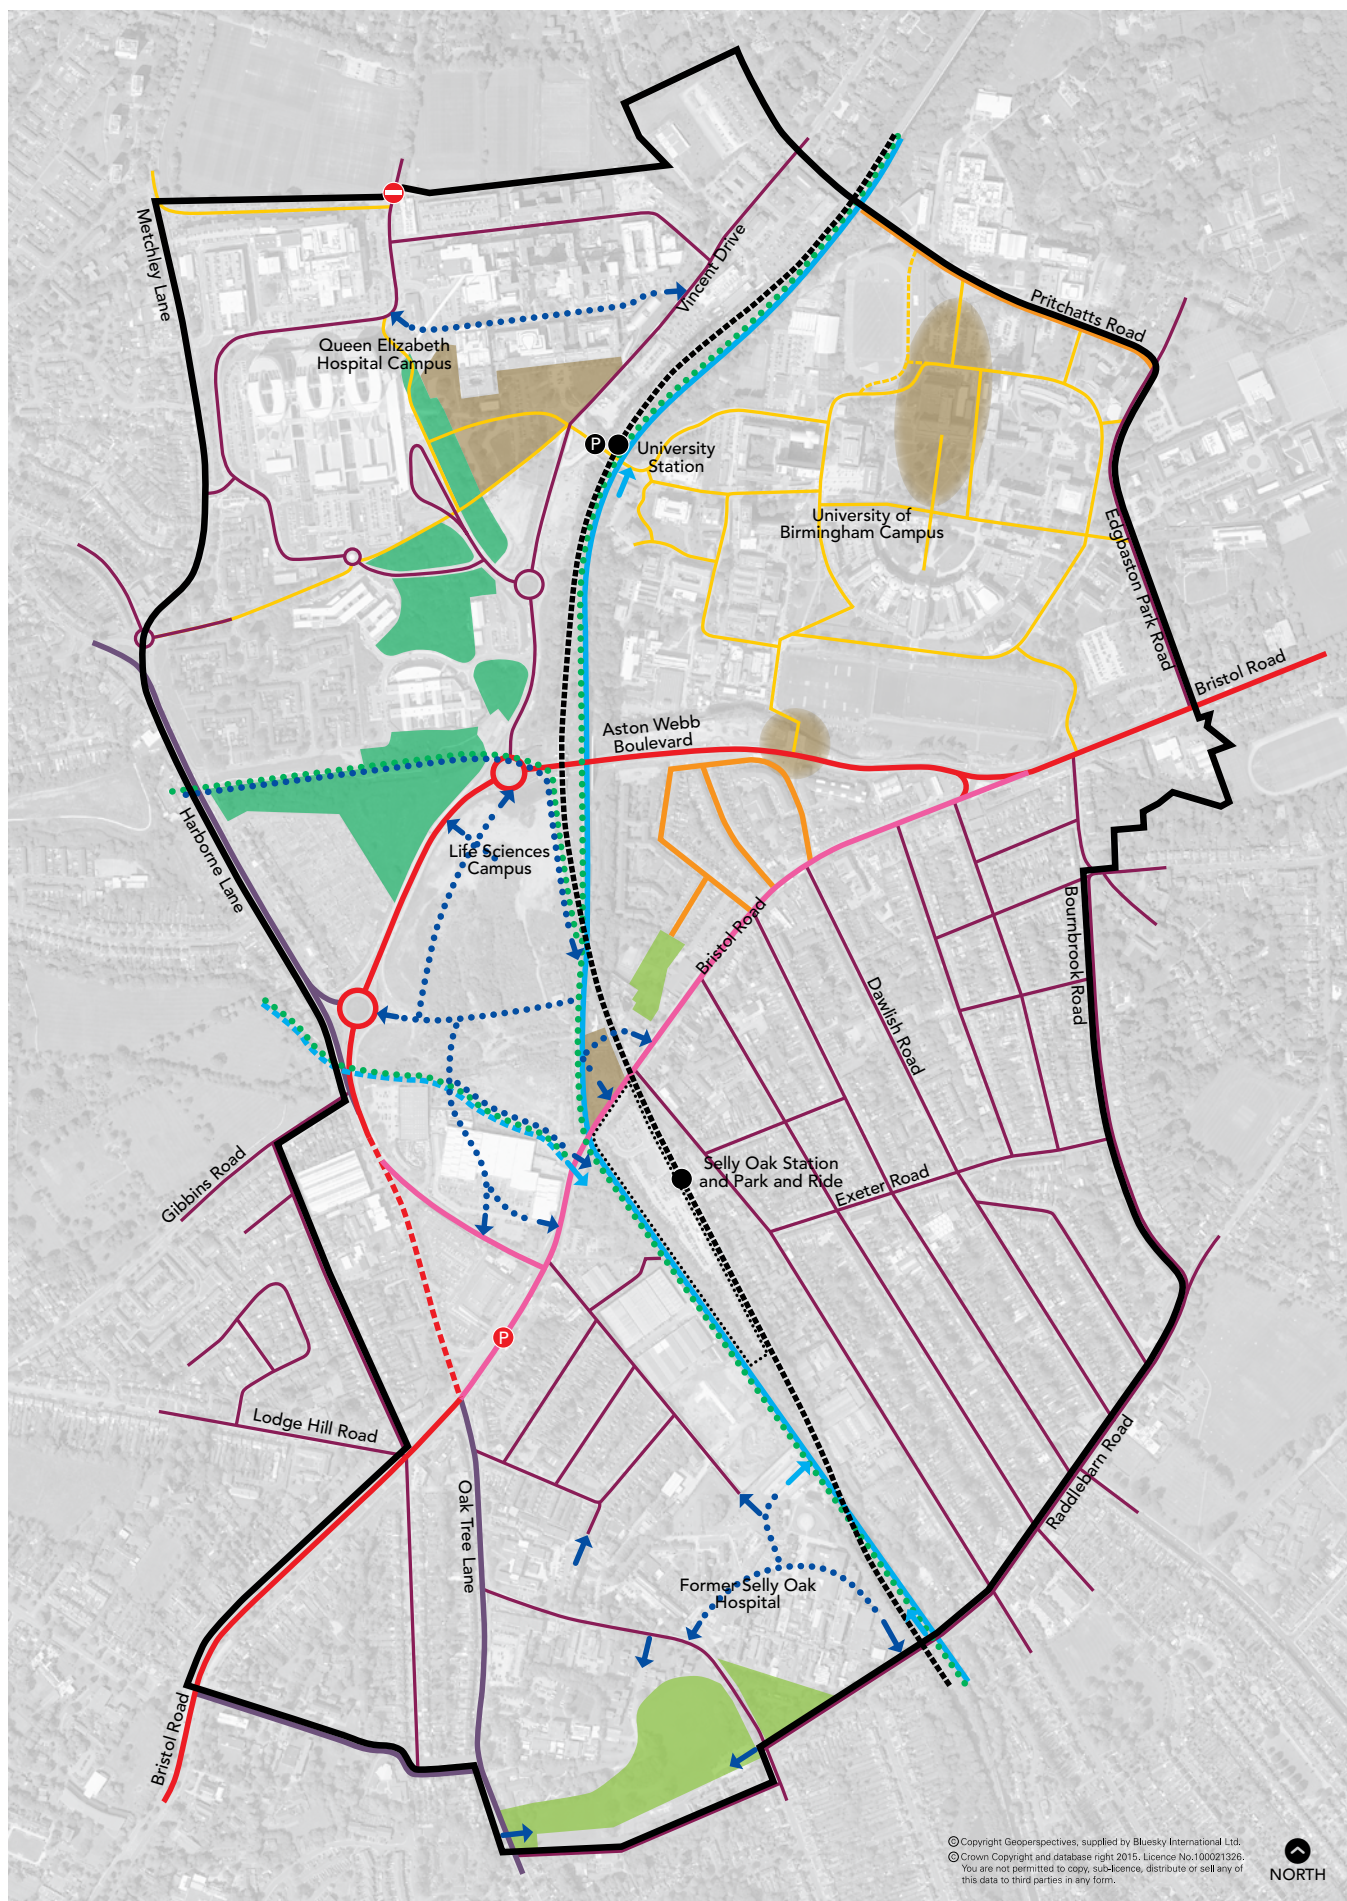 Metchley Lane
Vincent Drive
Pritchatts Road
Queen Elizabeth
Hospital Campus
P
University
Station
University of
Birmingham Campus
Edgbaston Park Road
Bristol Road
Aston Webb
Boulevard
Harborne Lane
Life Sciences
Campus
Bristol Road
Bournbrook Road
Dawlish Road
Selly Oak Station
and Park and Ride
Exeter Road
Gibbins Road
P
Lodge Hill Road
Raddlebarn Road
Oak Tree Lane
Former Selly Oak
Hospital
Bristol Road
© Copyright Geoperspectives, supplied by Bluesky International Ltd.
© Crown Copyright and database right 2015. Licence No.100021326.
You are not permitted to copy, sub-licence, distribute or sell any of
this data to third parties in any form.
NORTH